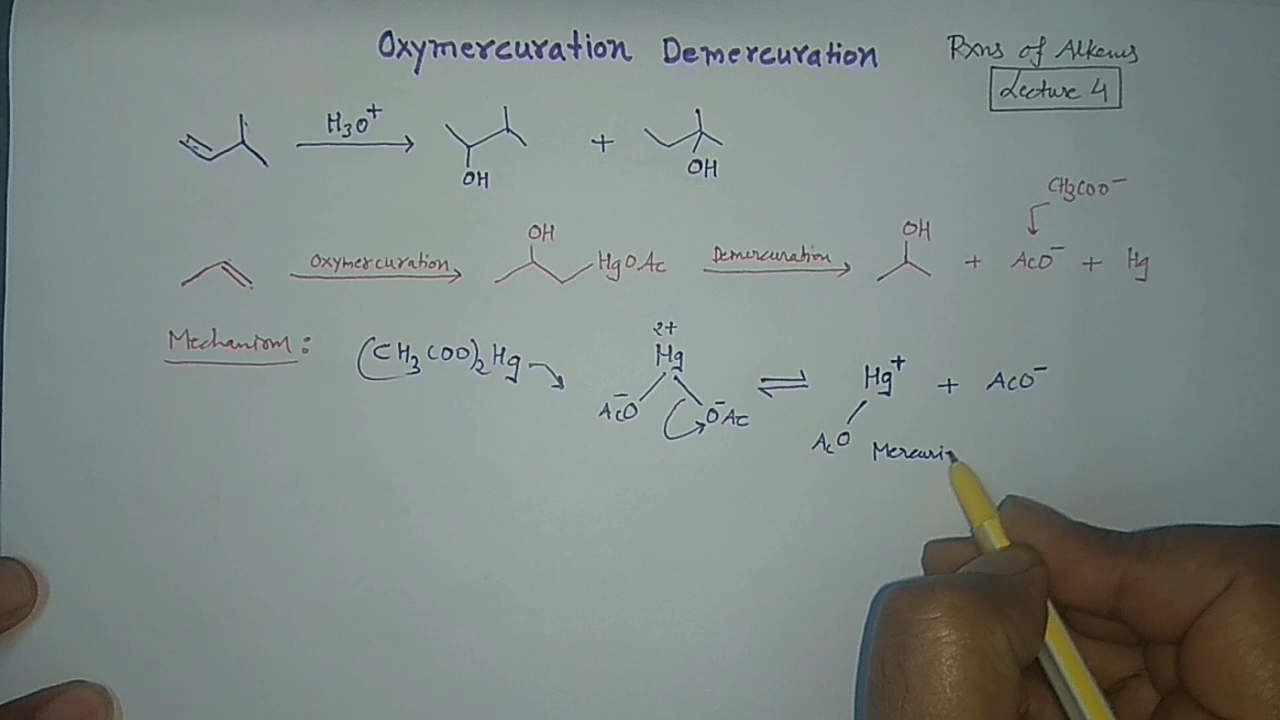 Oxymercuration Demercuration
Rxns of Alkenes
Lecture 4
H3O+
OH
+
OH
Oxymercuration
OH
HgOAc
Demercuration
OH
+ AcO− + Hg
CH3COO−
Mechanism:
(CH3COO)2Hg
2+
Hg
AcO−
O−Ac
⇌
Hg+
AcO
+ AcO−
Mercuri